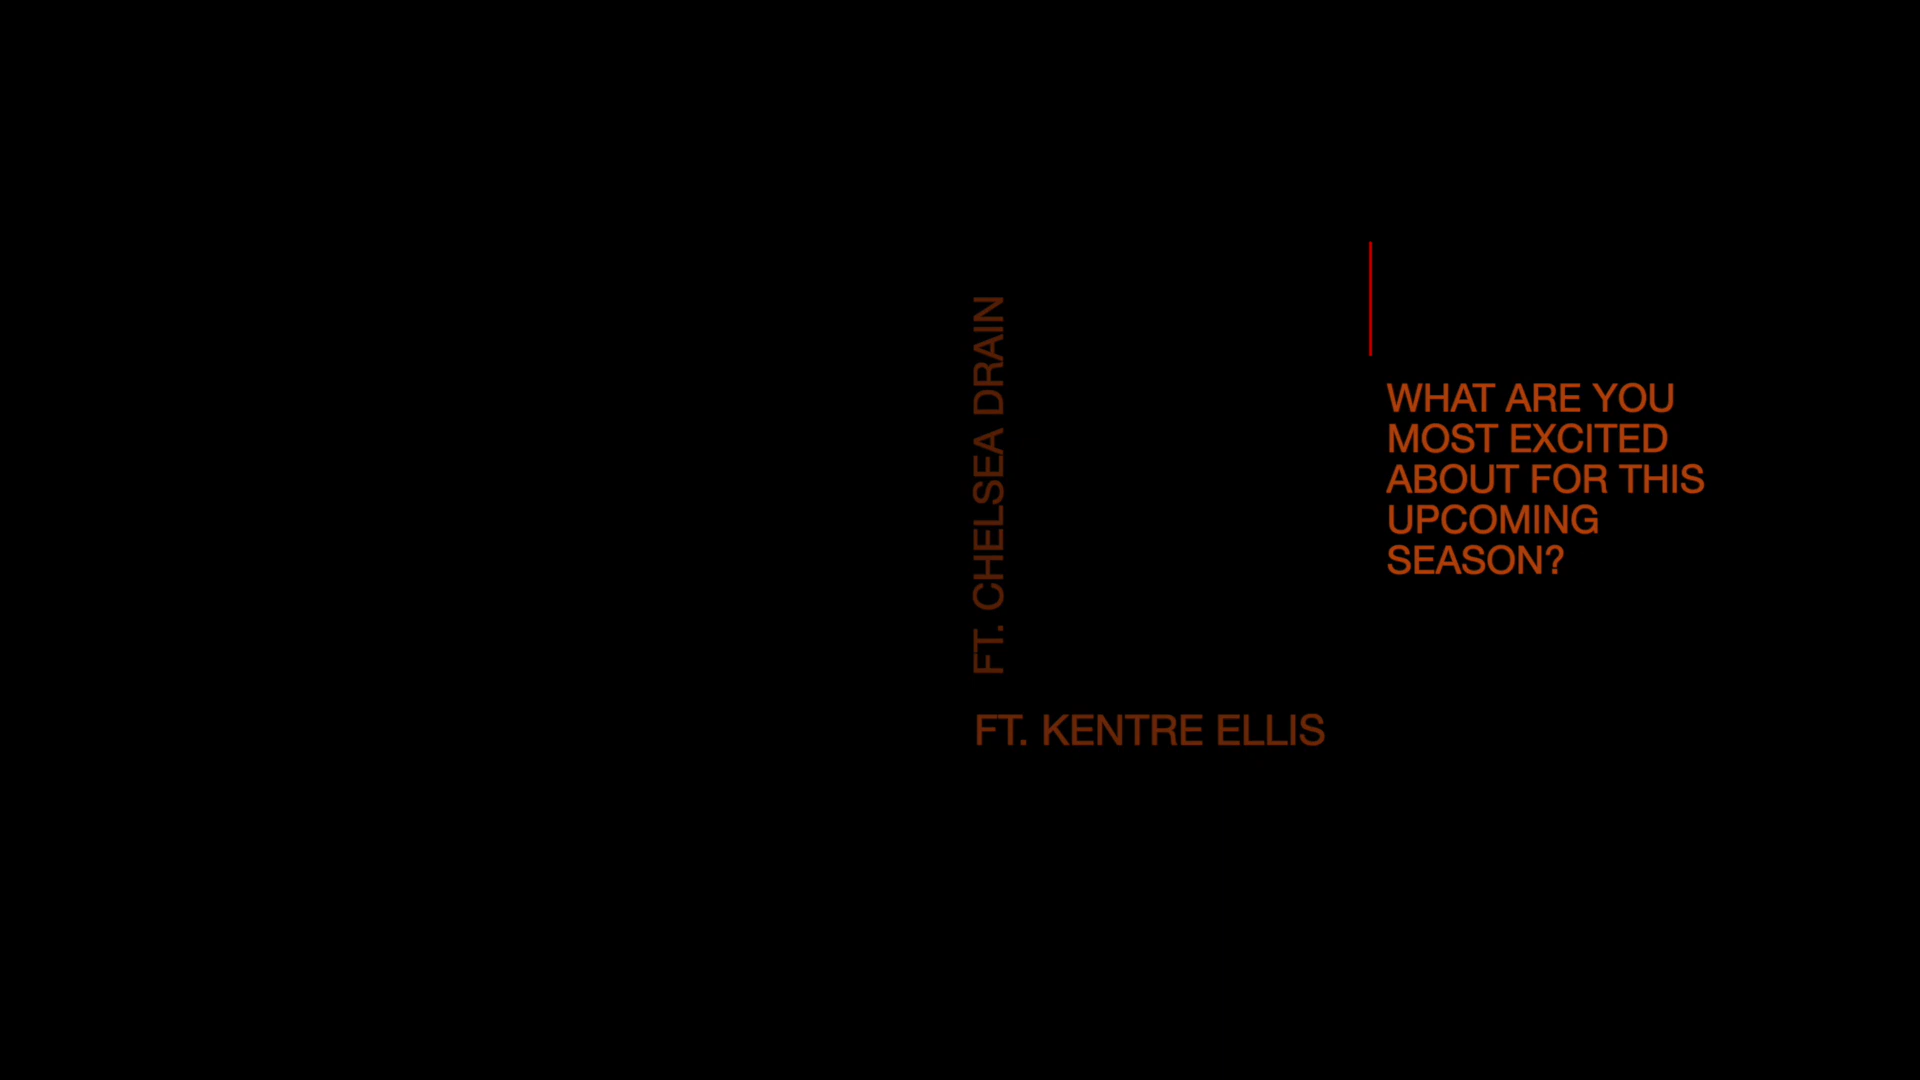 FT. CHELSEA DRAIN
FT. KENTRE ELLIS
WHAT ARE YOU
MOST EXCITED
ABOUT FOR THIS
UPCOMING
SEASON?